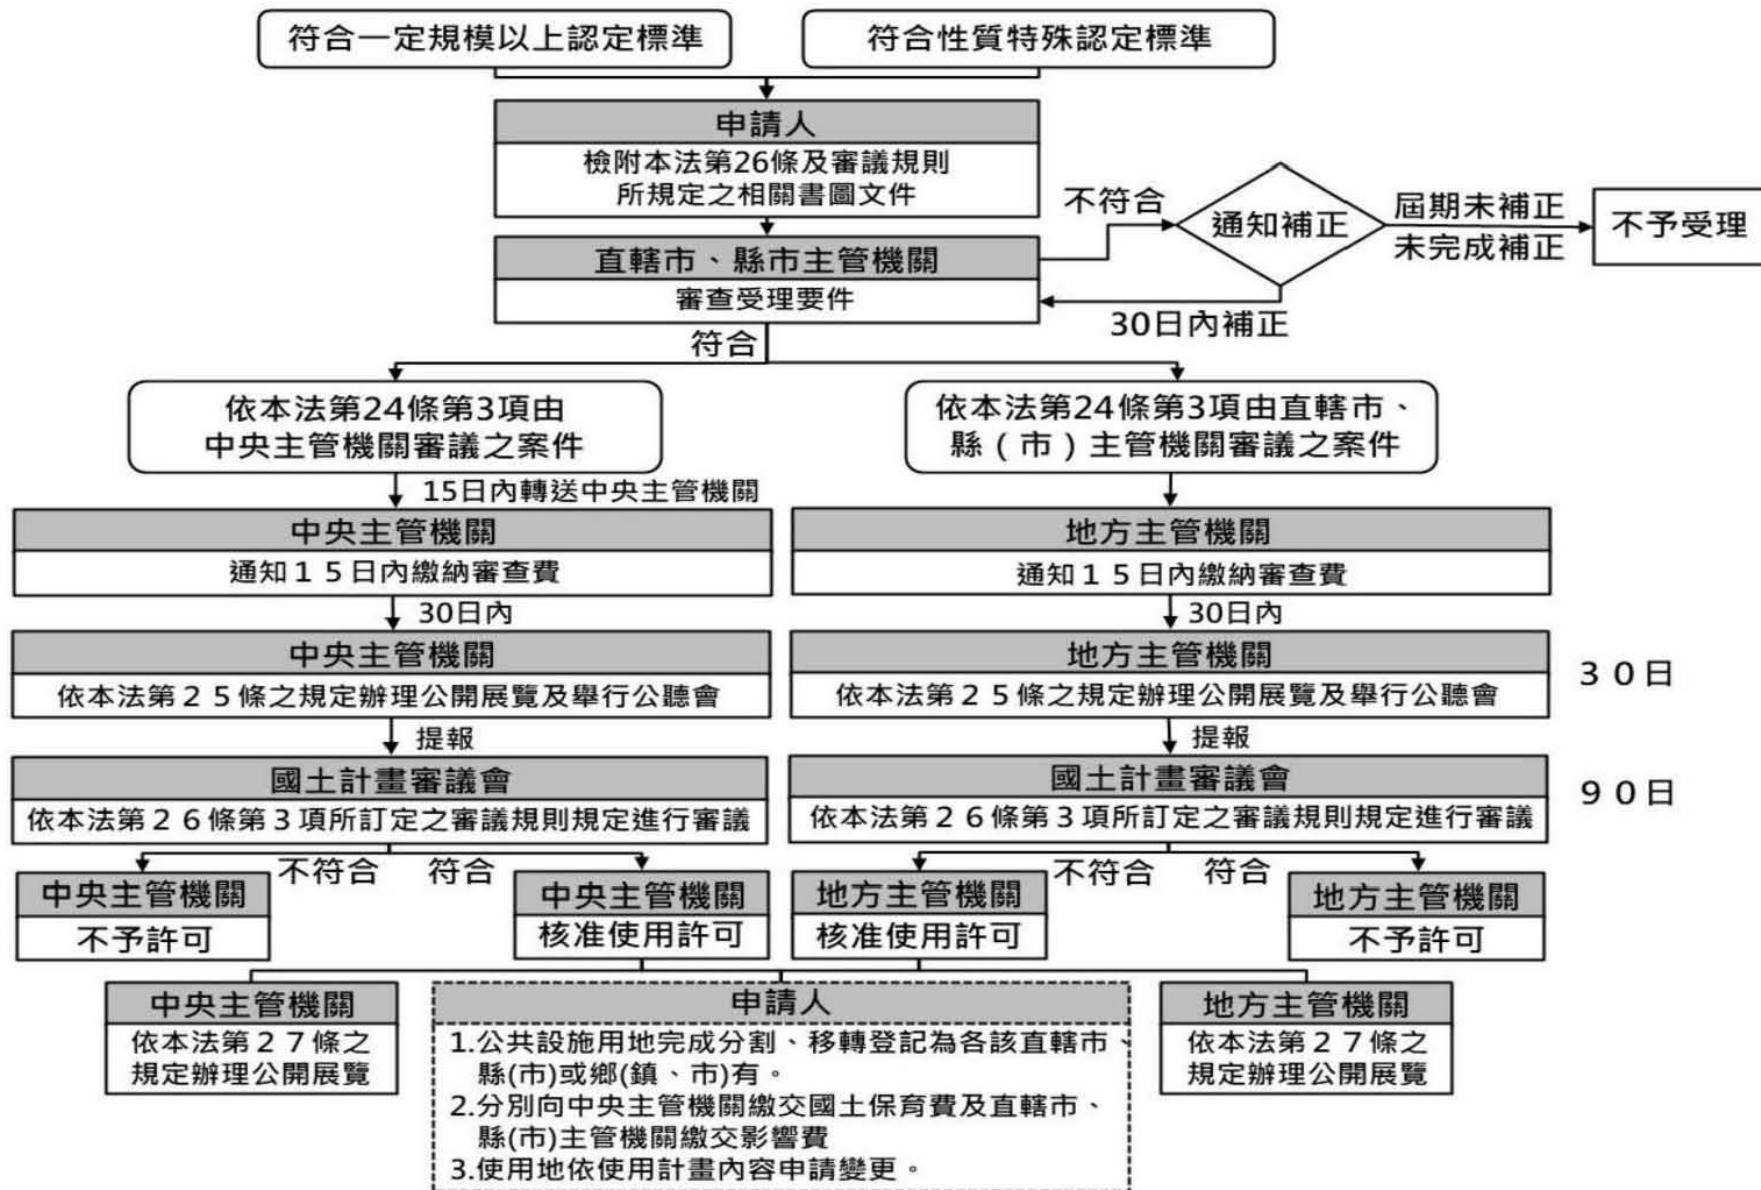 符合一定規模以上認定標準
符合性質特殊認定標準
申請人
檢附本法第26條及審議規則
所規定之相關書圖文件
直轄市、縣市主管機關
審查受理要件
不符合
通知補正
屆期未補正
未完成補正
不予受理
30日內補正
符合
依本法第24條第3項由
中央主管機關審議之案件
依本法第24條第3項由直轄市、
縣(市)主管機關審議之案件
15日內轉送中央主管機關
中央主管機關
通知15日內繳納審查費
地方主管機關
通知15日內繳納審查費
30日內
30日內
中央主管機關
依本法第25條之規定辦理公開展覽及舉行公聽會
地方主管機關
依本法第25條之規定辦理公開展覽及舉行公聽會
30日
提報
提報
國土計畫審議會
依本法第26條第3項所訂定之審議規則規定進行審議
國土計畫審議會
依本法第26條第3項所訂定之審議規則規定進行審議
90日
不符合
符合
不符合
符合
中央主管機關
不予許可
中央主管機關
核准使用許可
地方主管機關
核准使用許可
地方主管機關
不予許可
中央主管機關
依本法第27條之
規定辦理公開展覽
申請人
1.公共設施用地完成分割、移轉登記為各該直轄市、
縣(市)或鄉(鎮、市)有。
2.分別向中央主管機關繳交國土保育費及直轄市、
縣(市)主管機關繳交影響費
3.使用地依使用計畫內容申請變更。
地方主管機關
依本法第27條之
規定辦理公開展覽